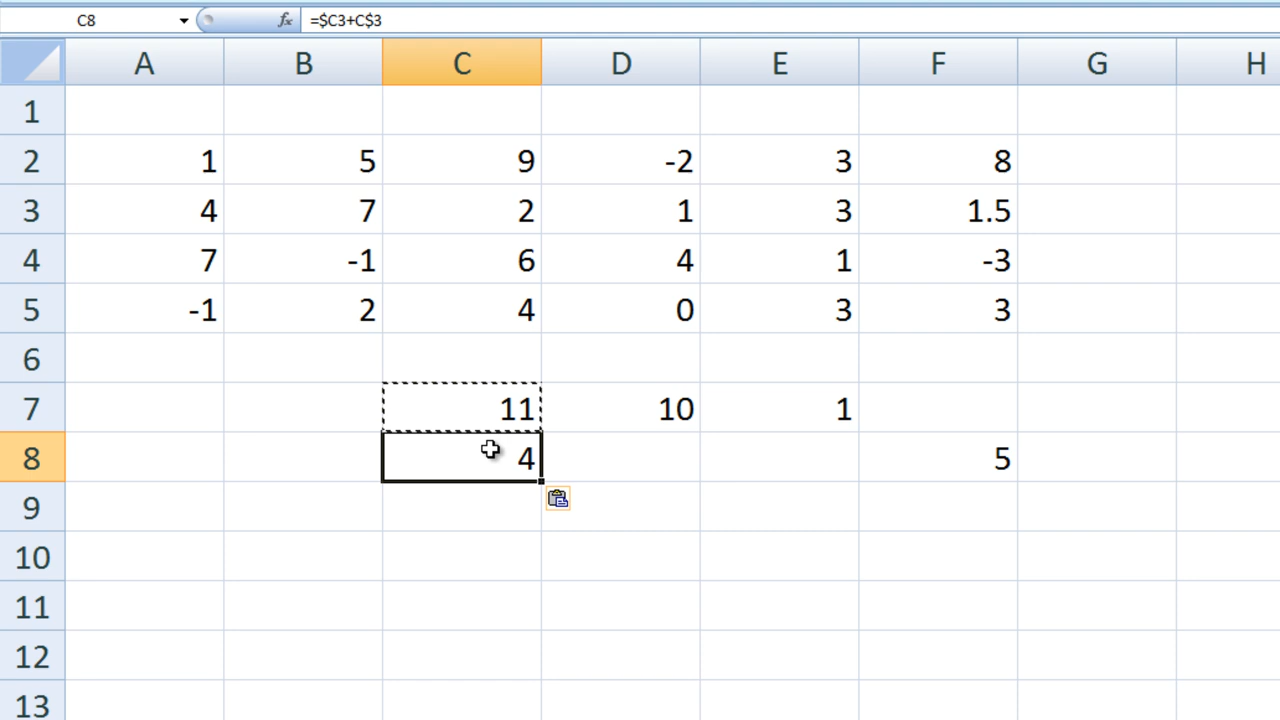 C8 fx =$C3+C$3
A B C D E F G H
1
2 1 5 9 -2 3 8
3 4 7 2 1 3 1.5
4 7 -1 6 4 1 -3
5 -1 2 4 0 3 3
6
7 11 10 1
8 4 5
9
10
11
12
13